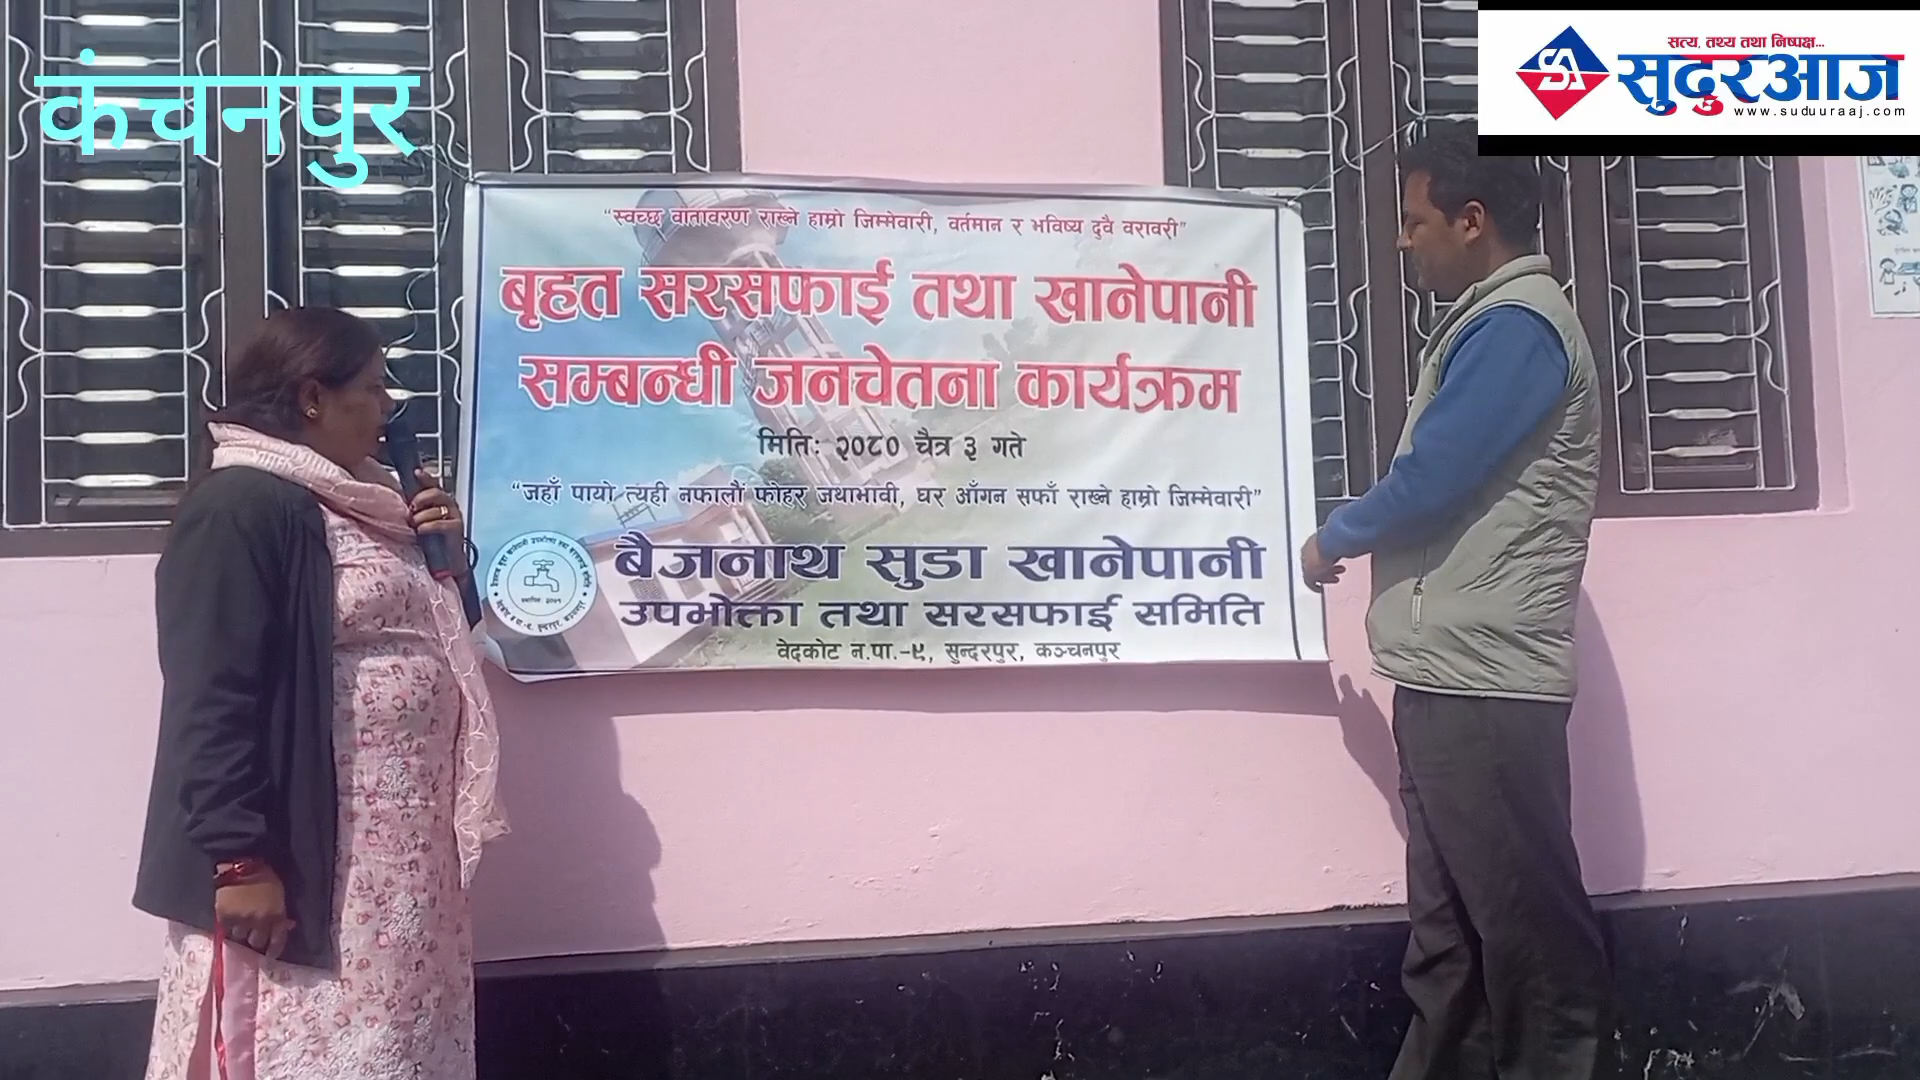 कंचनपुर
सत्य, तथ्य तथा निष्पक्ष...
सुदुरआज
www.suduuraaj.com
“स्वच्छ वातावरण राख्ने हाम्रो जिम्मेवारी, वर्तमान र भविष्य दुवै वरावरी”
बृहत सरसफाई तथा खानेपानी
सम्बन्धी जनचेतना कार्यक्रम
मिति: २०८० चैत्र ३ गते
“जहाँ पायो त्यही नफालौं फोहर जथाभावी, घर आँगन सफाँ राख्ने हाम्रो जिम्मेवारी”
बैजनाथ सुडा खानेपानी
उपभोक्ता तथा सरसफाई समिति
वेदकोट न.पा.-९, सुन्दरपुर, कञ्चनपुर